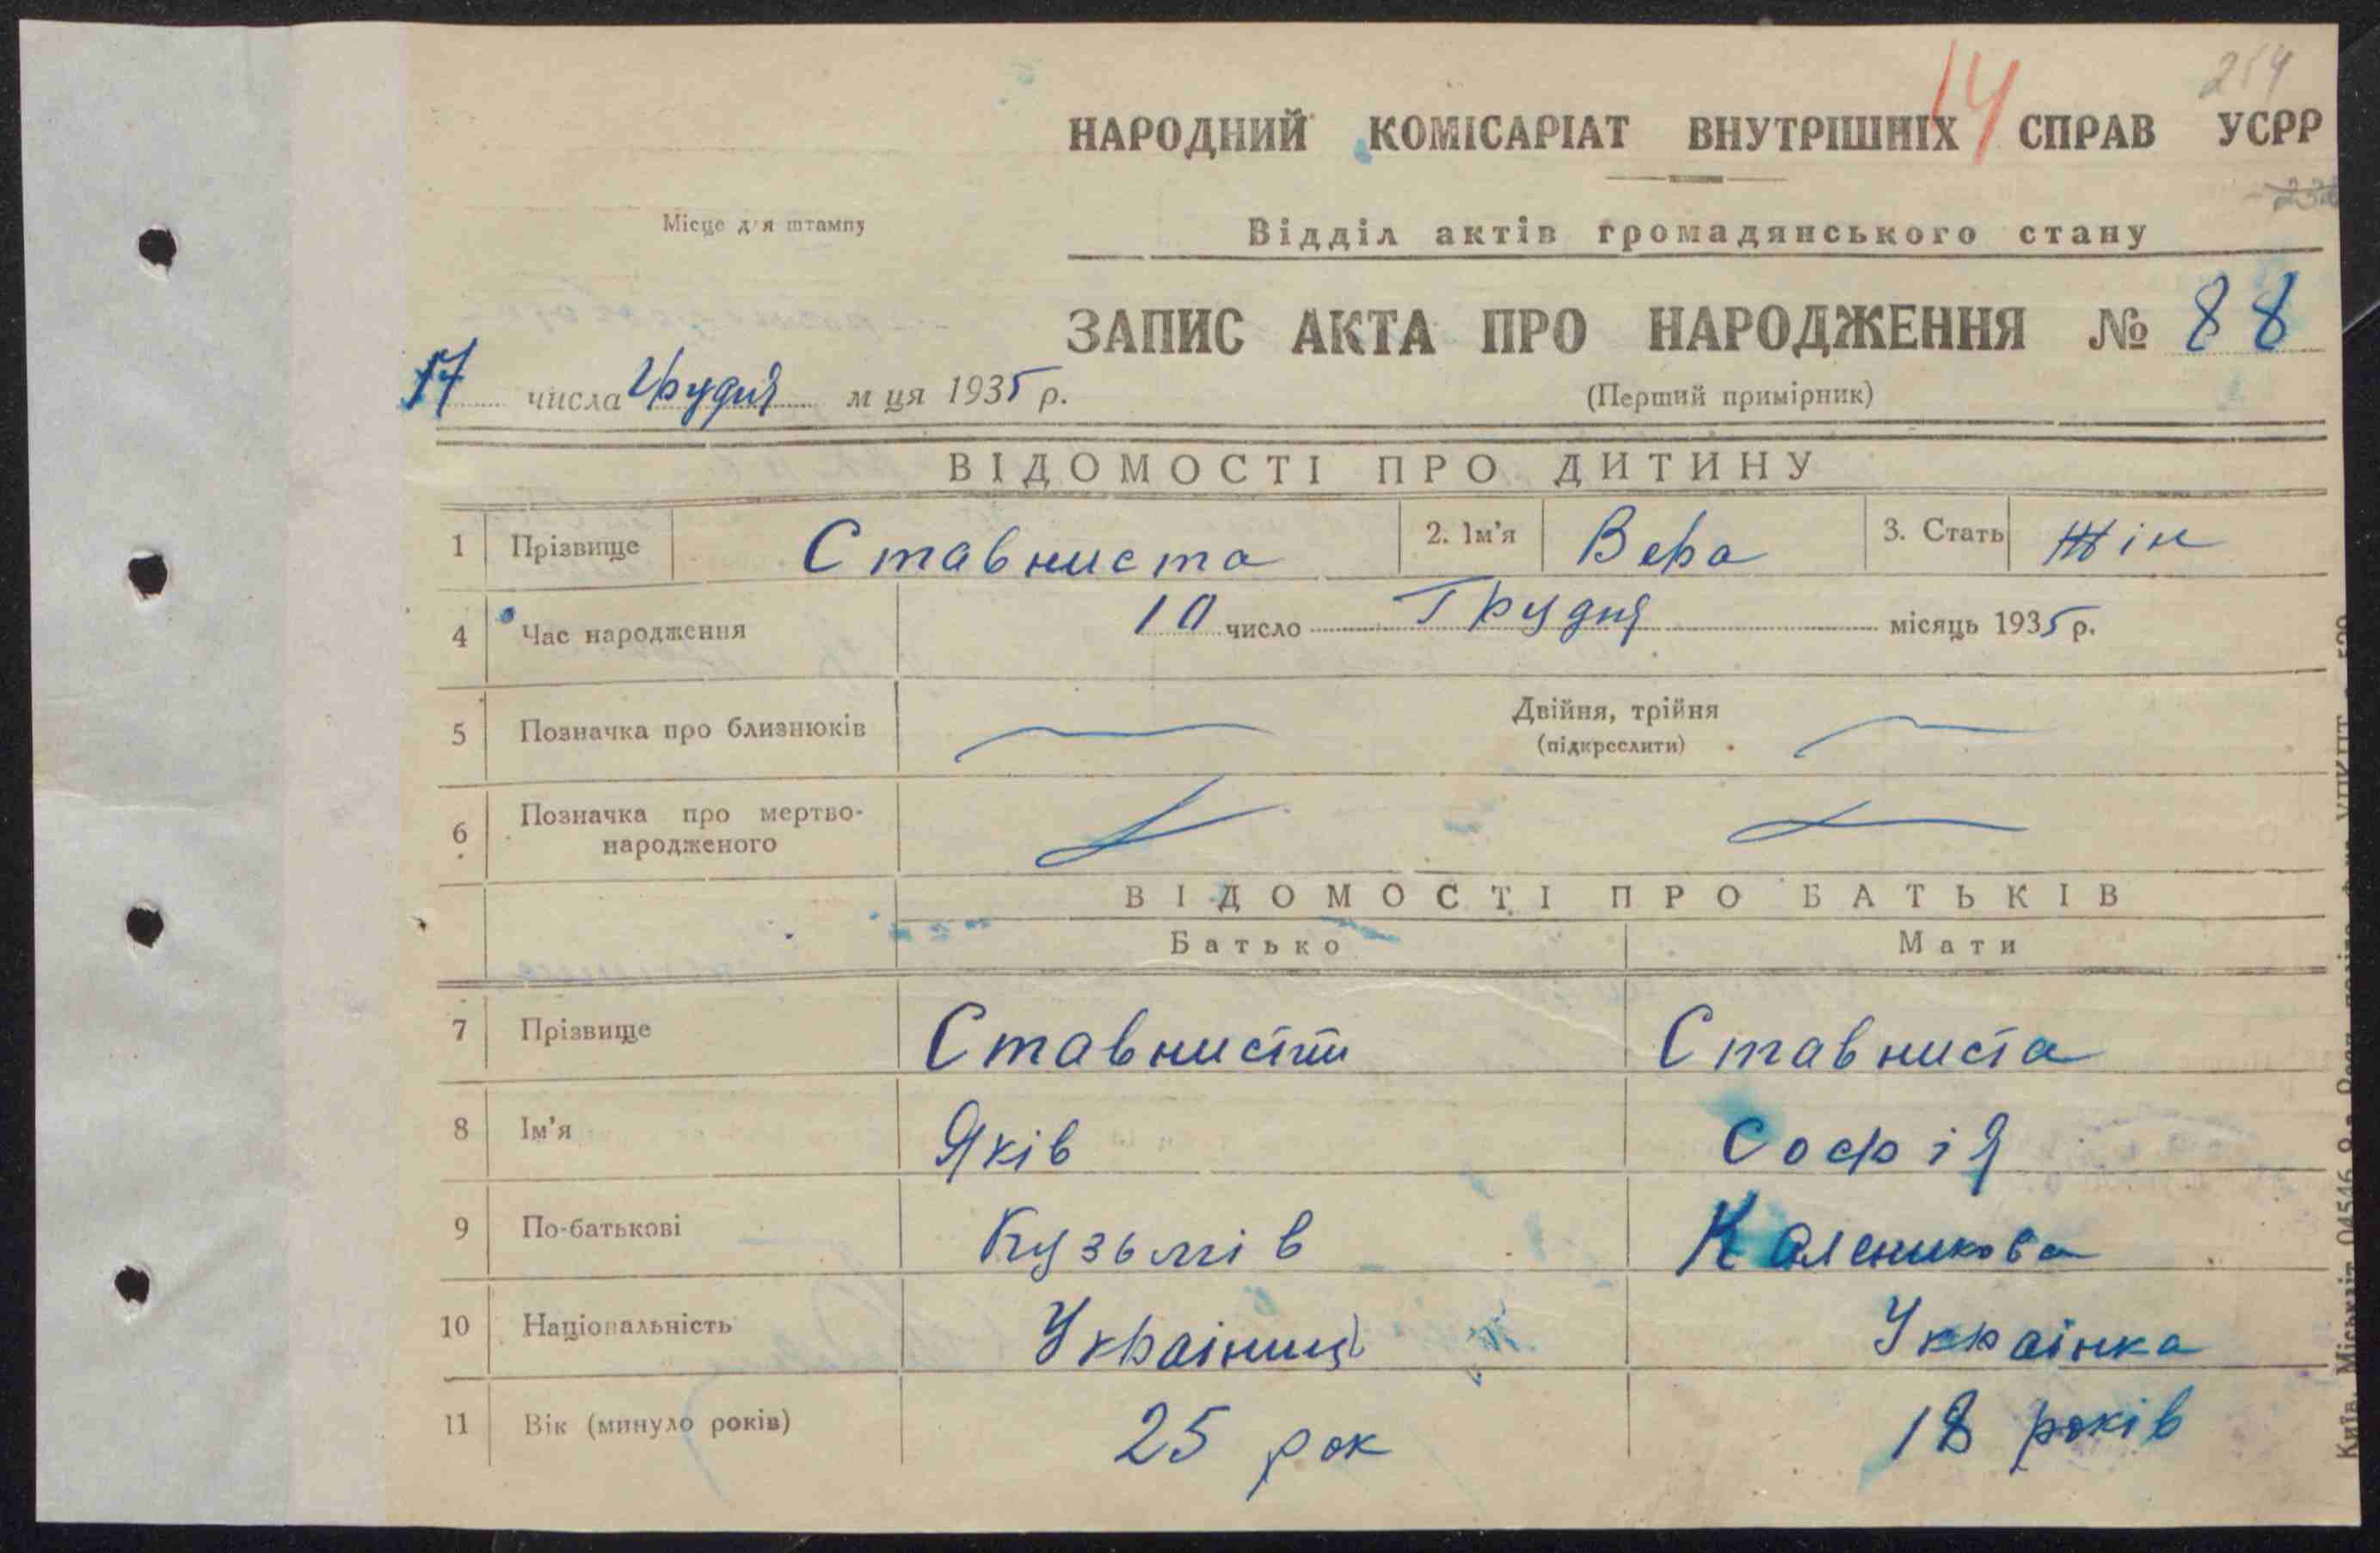 14 254
НАРОДНИЙ КОМІСАРІАТ ВНУТРІШНІХ СПРАВ УСРР
Місце для штампу
Відділ актів громадянського стану
ЗАПИС АКТА ПРО НАРОДЖЕННЯ № 88
17 числа Грудня м ця 1935 р.
(Перший примірник)
ВІДОМОСТІ ПРО ДИТИНУ
1 Прізвище Ставниста 2. Ім'я Вера 3. Стать Жін
4 Час народження 10 число Грудня місяць 1935 р.
5 Позначка про близнюків Двійня, трійня
(підкреслити)
6 Позначка про мертво-
народженого
ВІДОМОСТІ ПРО БАТЬКІВ
Батько Мати
7 Прізвище Ставнисти Ставниста
8 Ім'я Яків Софія
9 По-батькові Кузьмів Каленикова
10 Національність Українець Українка
11 Вік (минуло років) 25 рок 18 років